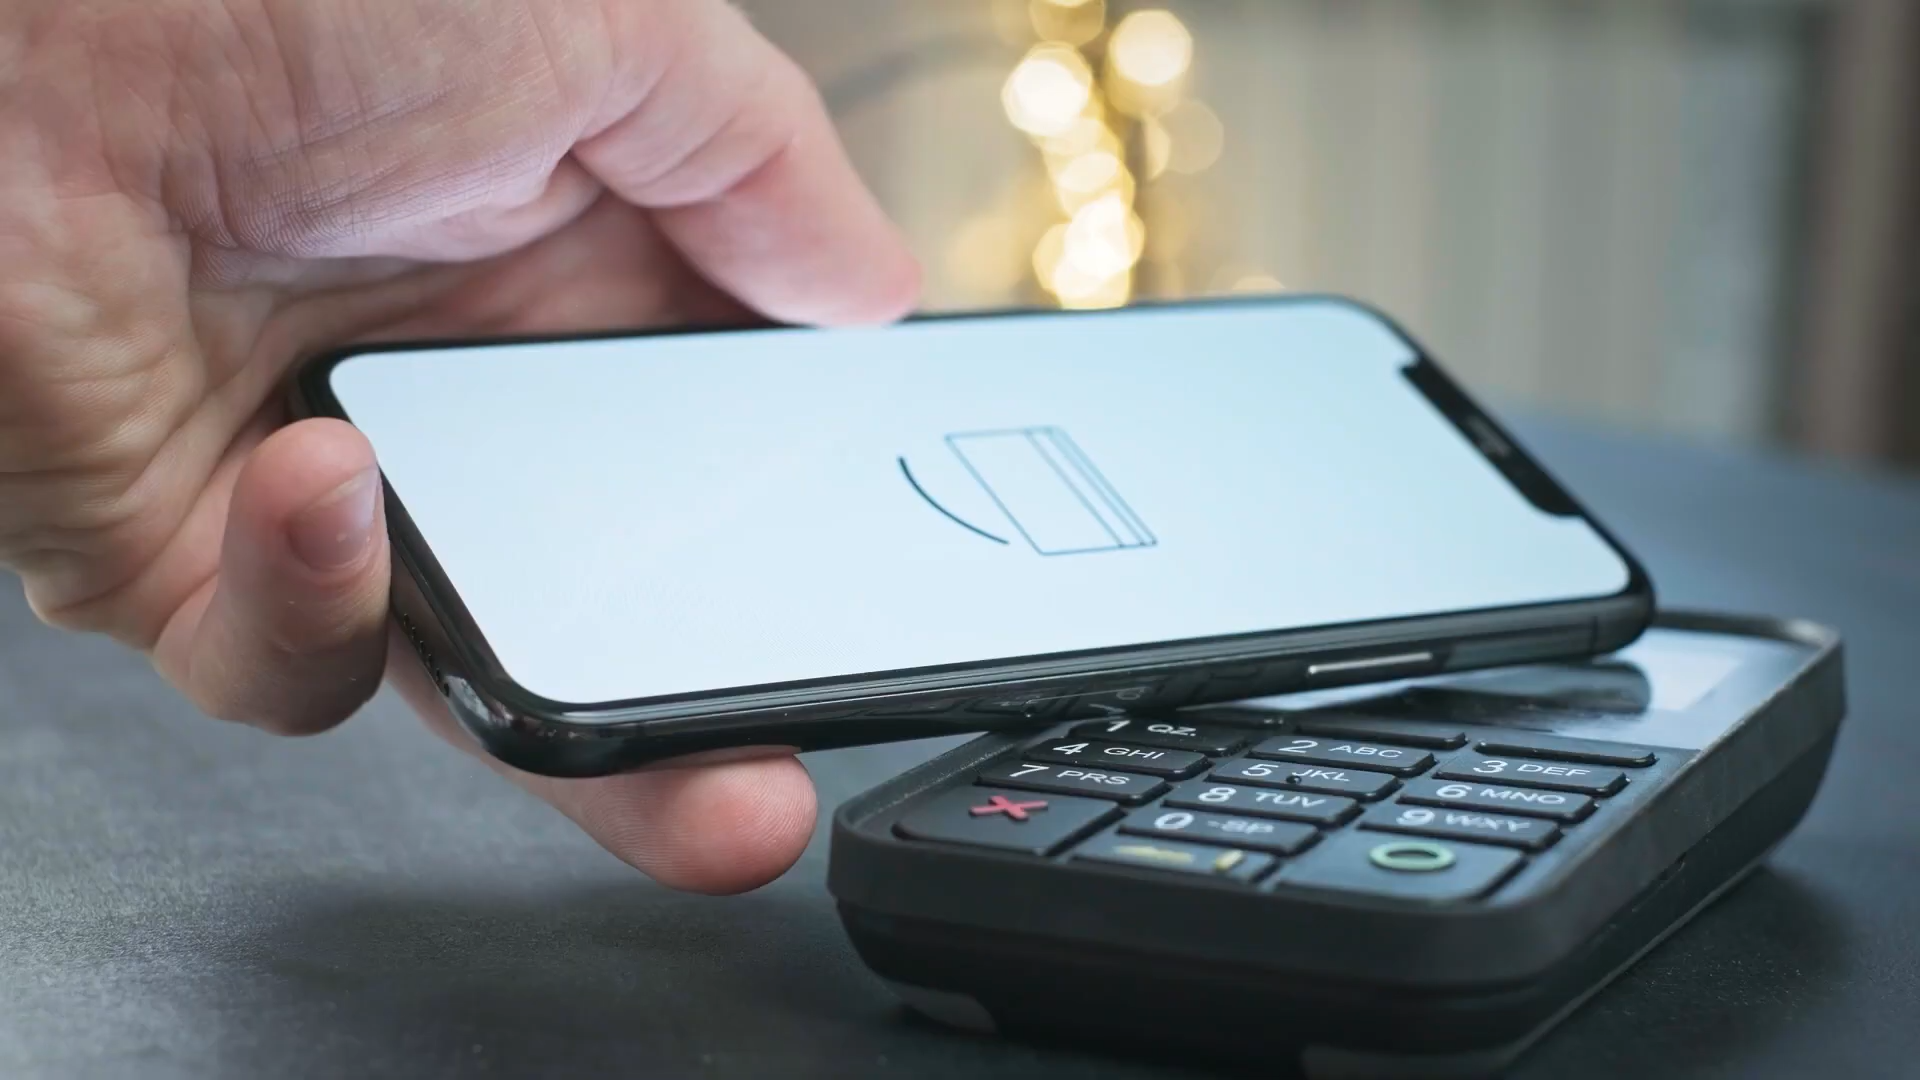 1 QZ.
2 ABC
3 DEF
4 GHI
5 JKL
6 MNO
7 PRS
8 TUV
9 WXY
0 -SP